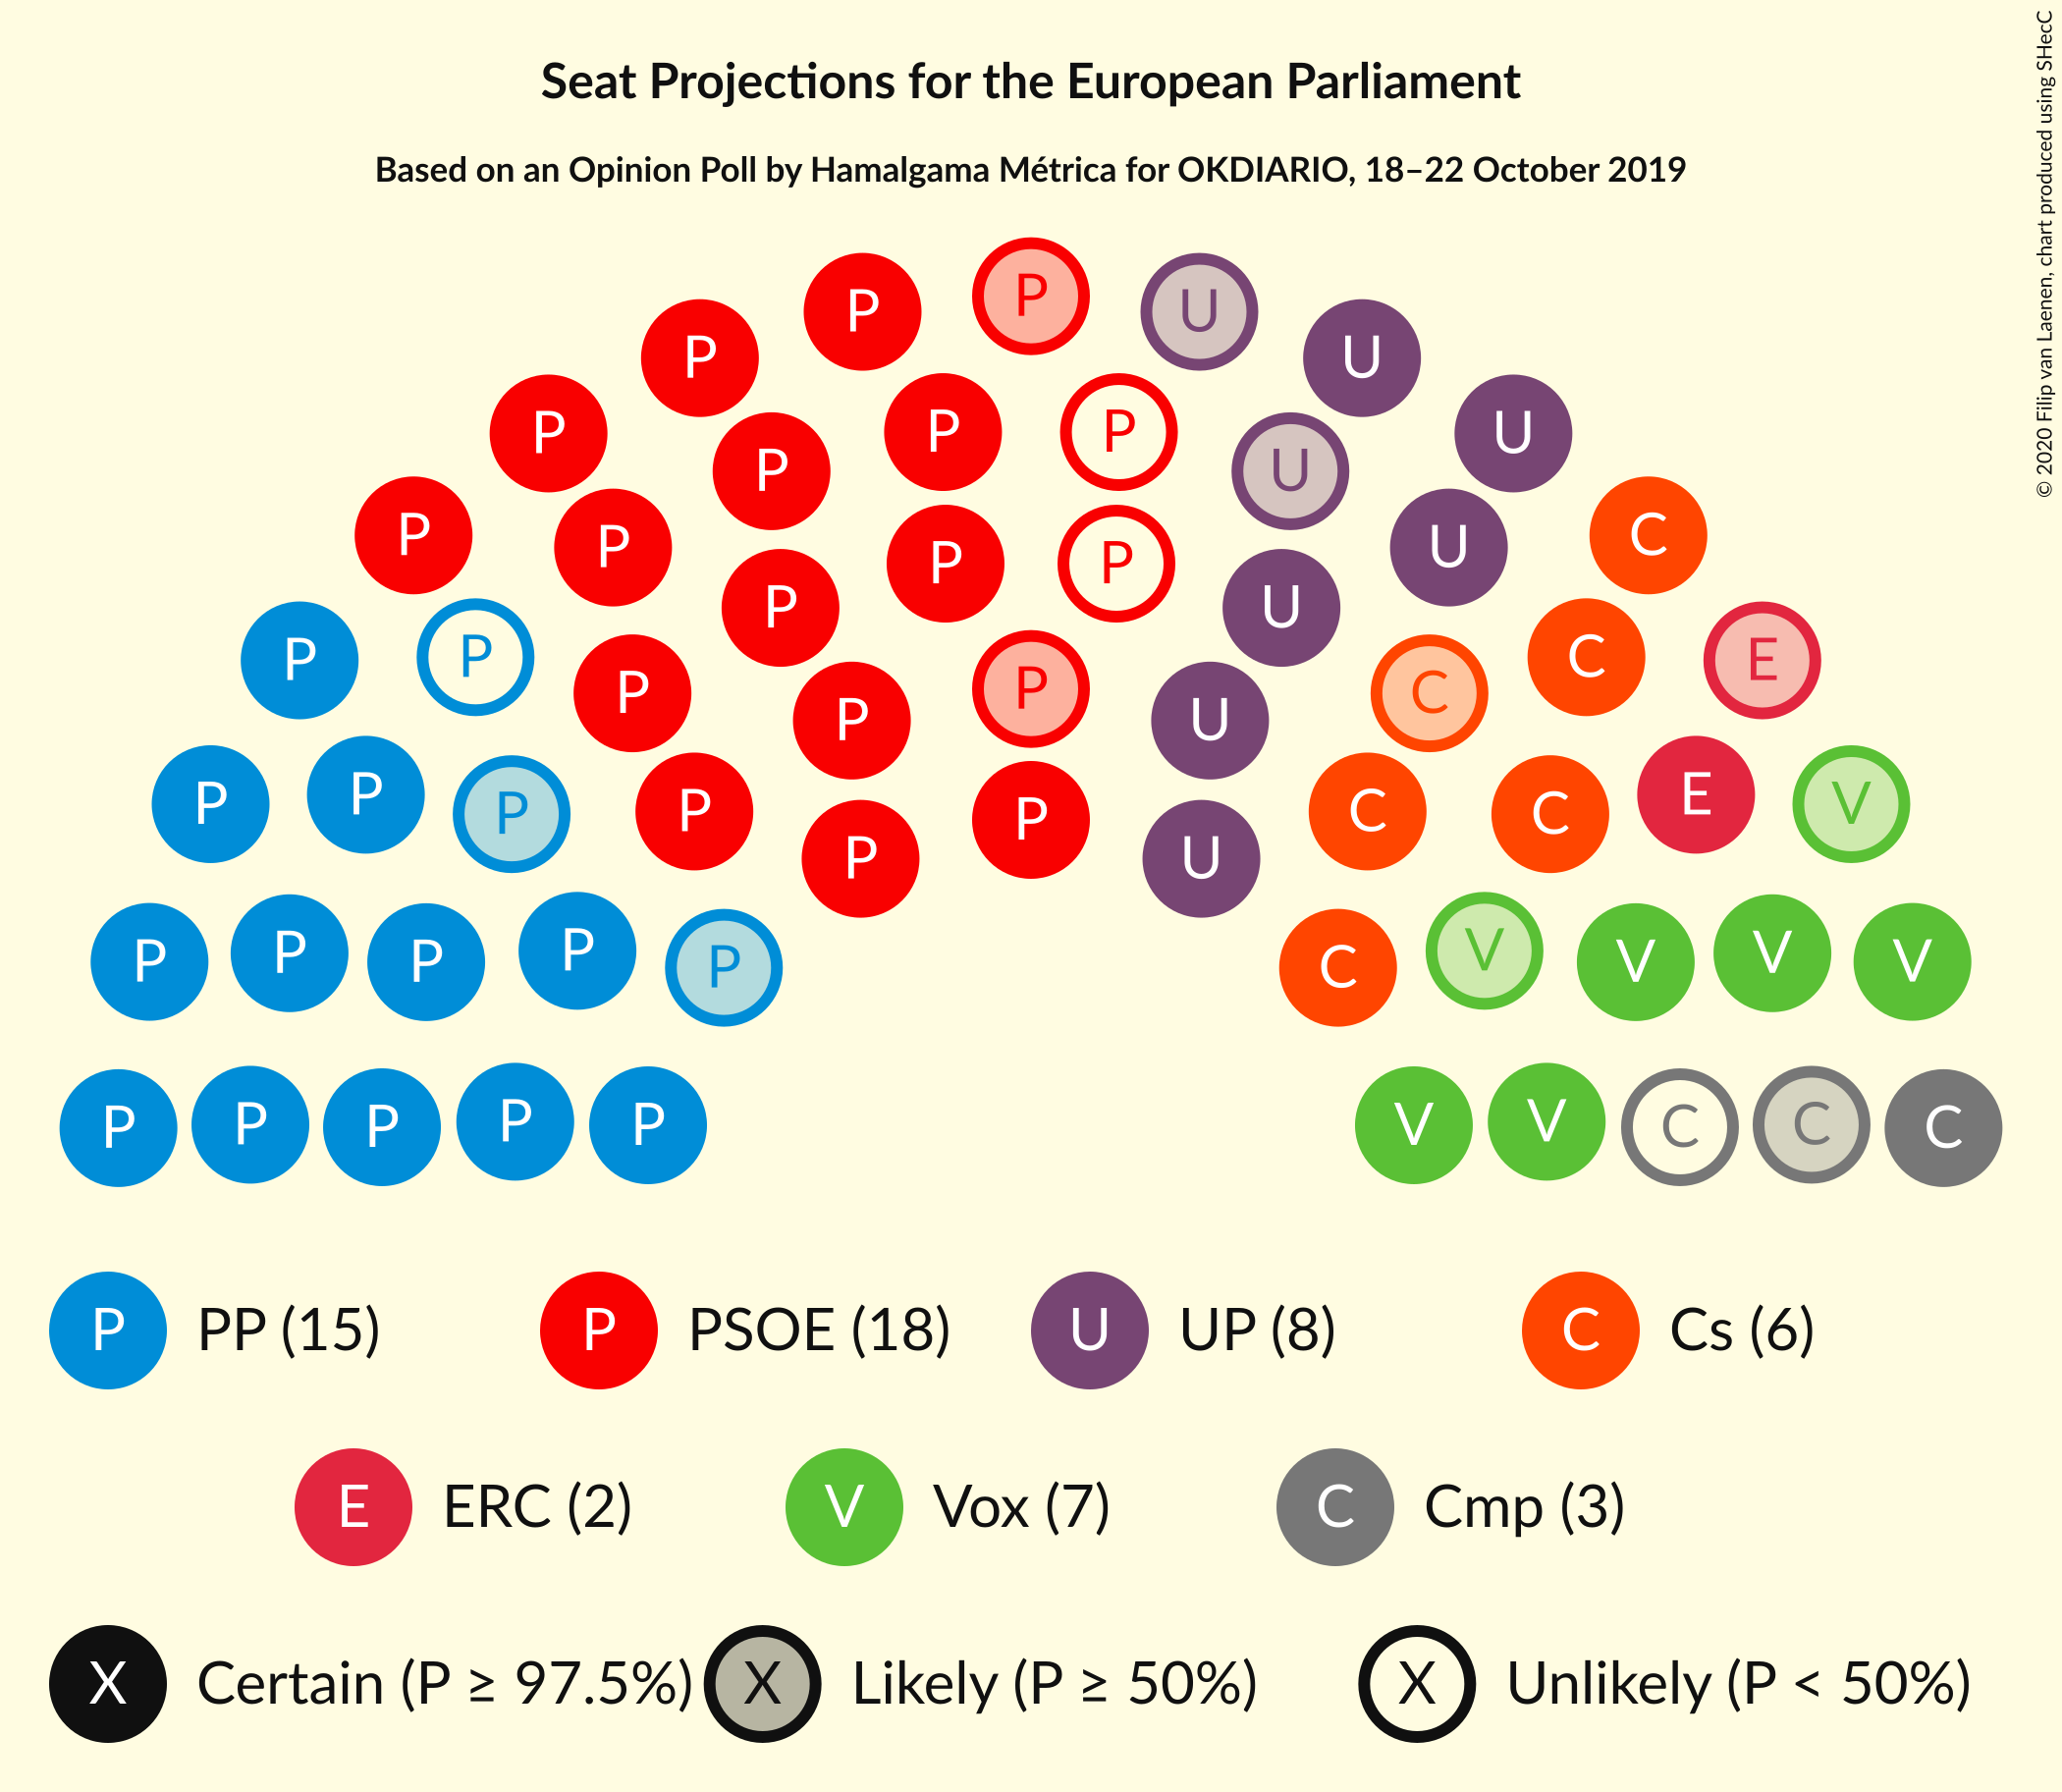 Seat Projections for the European Parliament
Based on an Opinion Poll by Hamalgama Métrica for OKDIARIO, 18–22 October 2019
© 2020 Filip van Laenen, chart produced using SHecC
P P U
P U
P P P U
P U
P P P P U C
P U
P P C E
P P C
P U
P P P P P C C E V
P U
P P P P P C V V V V
P P P P P V V C C C
P PP (15) P PSOE (18) U UP (8) C Cs (6)
E ERC (2) V Vox (7) C Cmp (3)
X Certain (P ≥ 97.5%) X Likely (P ≥ 50%) X Unlikely (P < 50%)